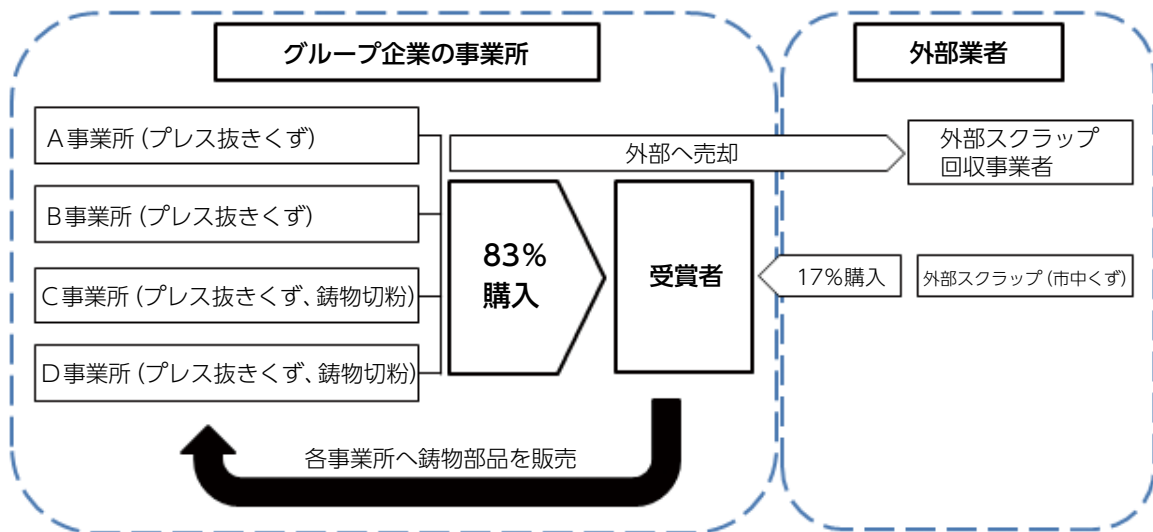 グループ企業の事業所
外部業者
A事業所（プレス抜きくず）
B事業所（プレス抜きくず）
C事業所（プレス抜きくず、鋳物切粉）
D事業所（プレス抜きくず、鋳物切粉）
外部へ売却
外部スクラップ
回収事業者
83%
購入
受賞者
17%購入
外部スクラップ（市中くず）
各事業所へ鋳物部品を販売